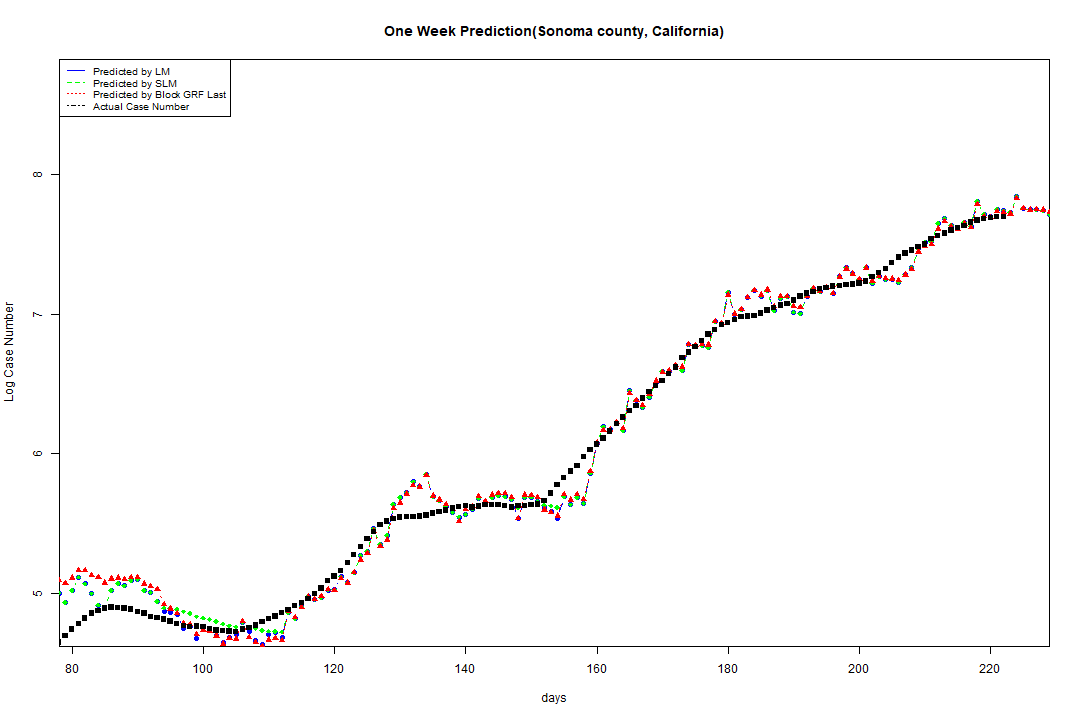 One Week Prediction(Sonoma county, California)
Predicted by LM
Predicted by SLM
Predicted by Block GRF Last
Actual Case Number
8
7
6
5
Log Case Number
80 100 120 140 160 180 200 220
days